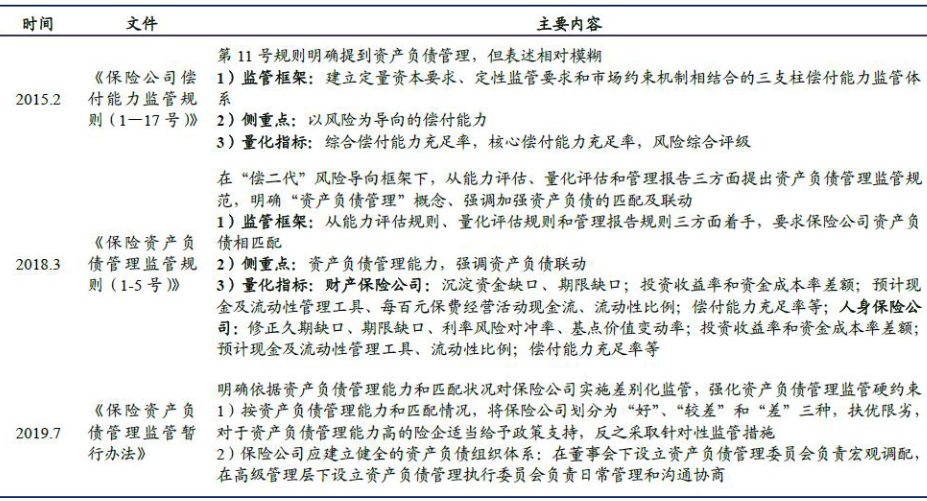 时间 文件 主要内容
第 11 号规则明确提到资产负债管理，但表述相对模糊
1）监管框架：建立定量资本要求、定性监管要求和市场约束机制相结合的三支柱偿付能力监管体
系
2）侧重点：以风险为导向的偿付能力
3）量化指标：综合偿付能力充足率，核心偿付能力充足率，风险综合评级
2015.2
《保险公司偿
付能力监管规
则（1—17 号）》
在“偿二代”风险导向框架下，从能力评估、量化评估和管理报告三方面提出资产负债管理监管规
范，明确“资产负债管理”概念、强调加强资产负债的匹配及联动
1）监管框架：从能力评估规则、量化评估规则和管理报告规则三方面着手，要求保险公司资产负
债相匹配
2）侧重点：资产负债管理能力，强调资产负债联动
3）量化指标：财产保险公司：沉淀资金缺口、期限缺口；投资收益率和资金成本率差额；预计现
金及流动性管理工具、每百元保费经营活动现金流、流动性比例；偿付能力充足率等；人身保险公
司：修正久期缺口、期限缺口、利率风险对冲率、基点价值变动率；投资收益率和资金成本率差额；
预计现金及流动性管理工具、流动性比例；偿付能力充足率等
2018.3
《保险资产负
债管理监管规
则（1-5 号）》
明确依据资产负债管理能力和匹配状况对保险公司实施差别化监管，强化资产负债管理监管硬约束
1）按资产负债管理能力和匹配情况，将保险公司划分为“好”、“较差”和“差”三种，扶优限劣，
对于资产负债管理能力高的险企适当给予政策支持，反之采取针对性监管措施
2）保险公司应建立健全的资产负债组织体系：在董事会下设立资产负债管理委员会负责宏观调配，
在高级管理层下设立资产负债管理执行委员会负责日常管理和沟通协商
2019.7
《保险资产负
债管理监管暂
行办法》